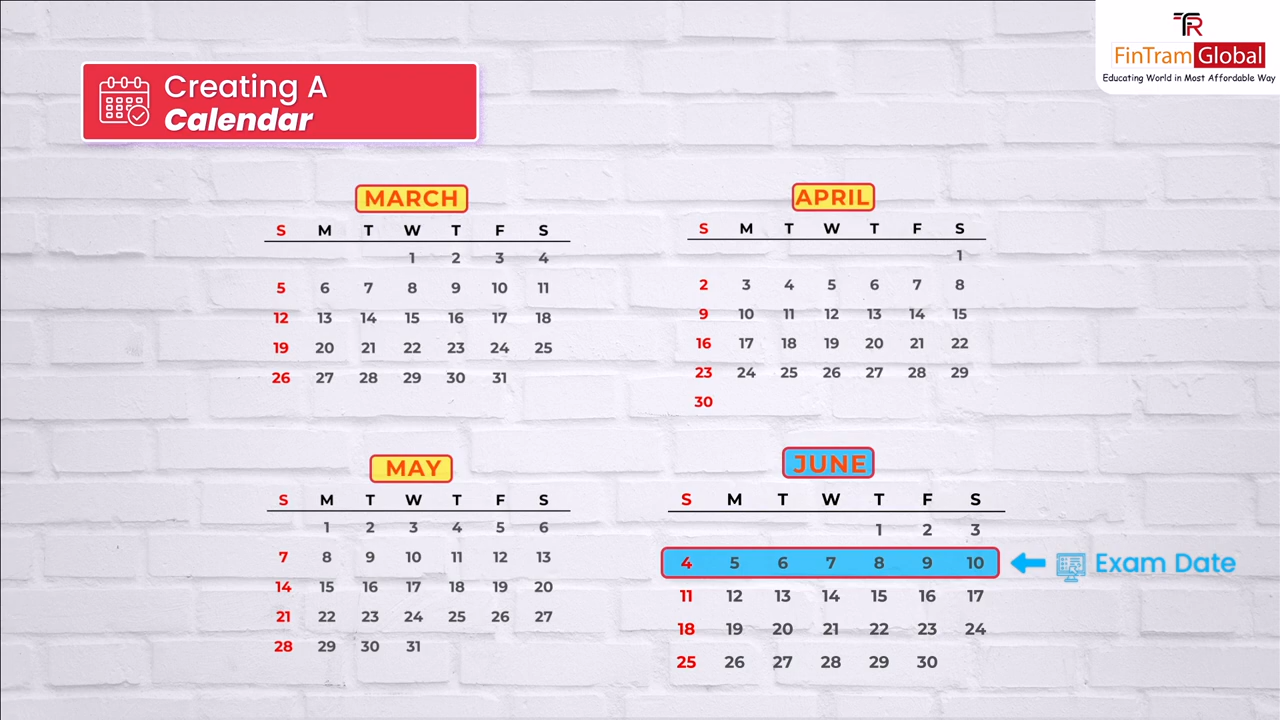 FinTram Global
Educating World in Most Affordable Way
Creating A
Calendar
MARCH
S M T W T F S
1 2 3 4
5 6 7 8 9 10 11
12 13 14 15 16 17 18
19 20 21 22 23 24 25
26 27 28 29 30 31
APRIL
S M T W T F S
1
2 3 4 5 6 7 8
9 10 11 12 13 14 15
16 17 18 19 20 21 22
23 24 25 26 27 28 29
30
MAY
S M T W T F S
1 2 3 4 5 6
7 8 9 10 11 12 13
14 15 16 17 18 19 20
21 22 23 24 25 26 27
28 29 30 31
JUNE
S M T W T F S
1 2 3
4 5 6 7 8 9 10
Exam Date
11 12 13 14 15 16 17
18 19 20 21 22 23 24
25 26 27 28 29 30